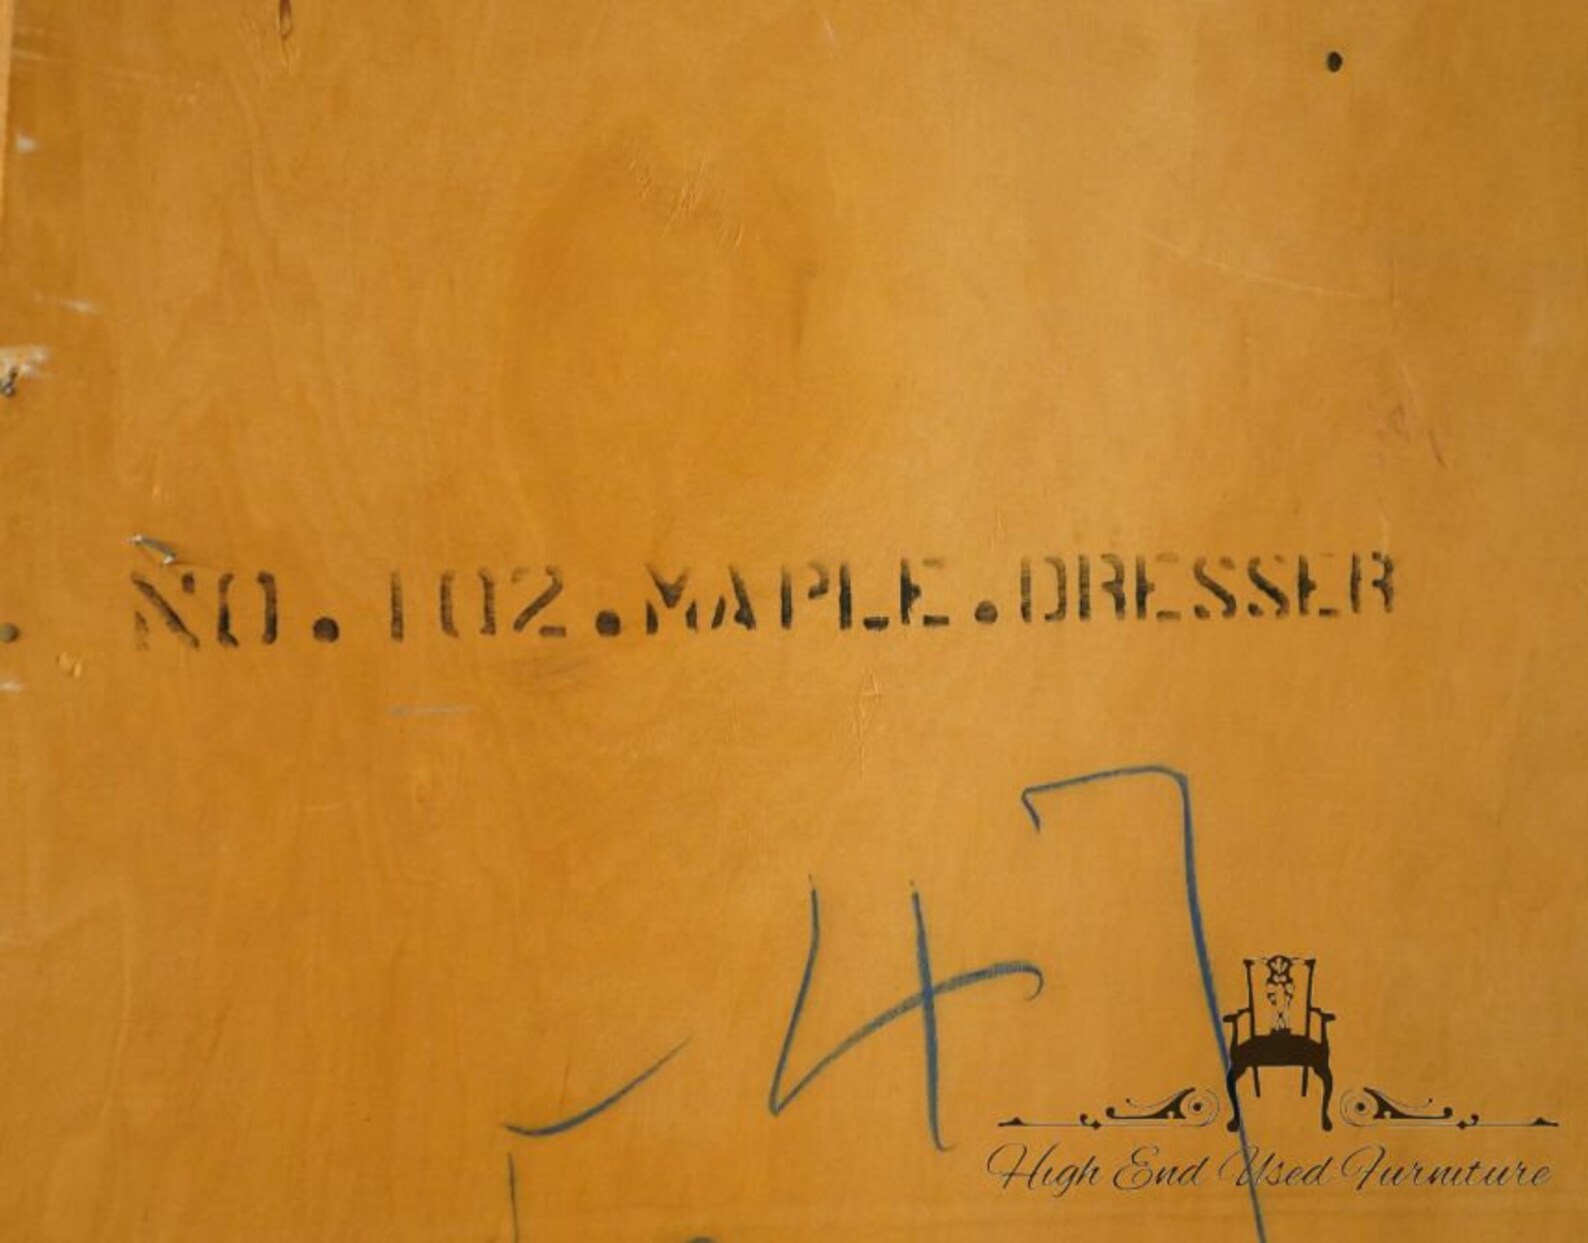 NO.102.MAPLE.DRESSER
47
High End Used Furniture